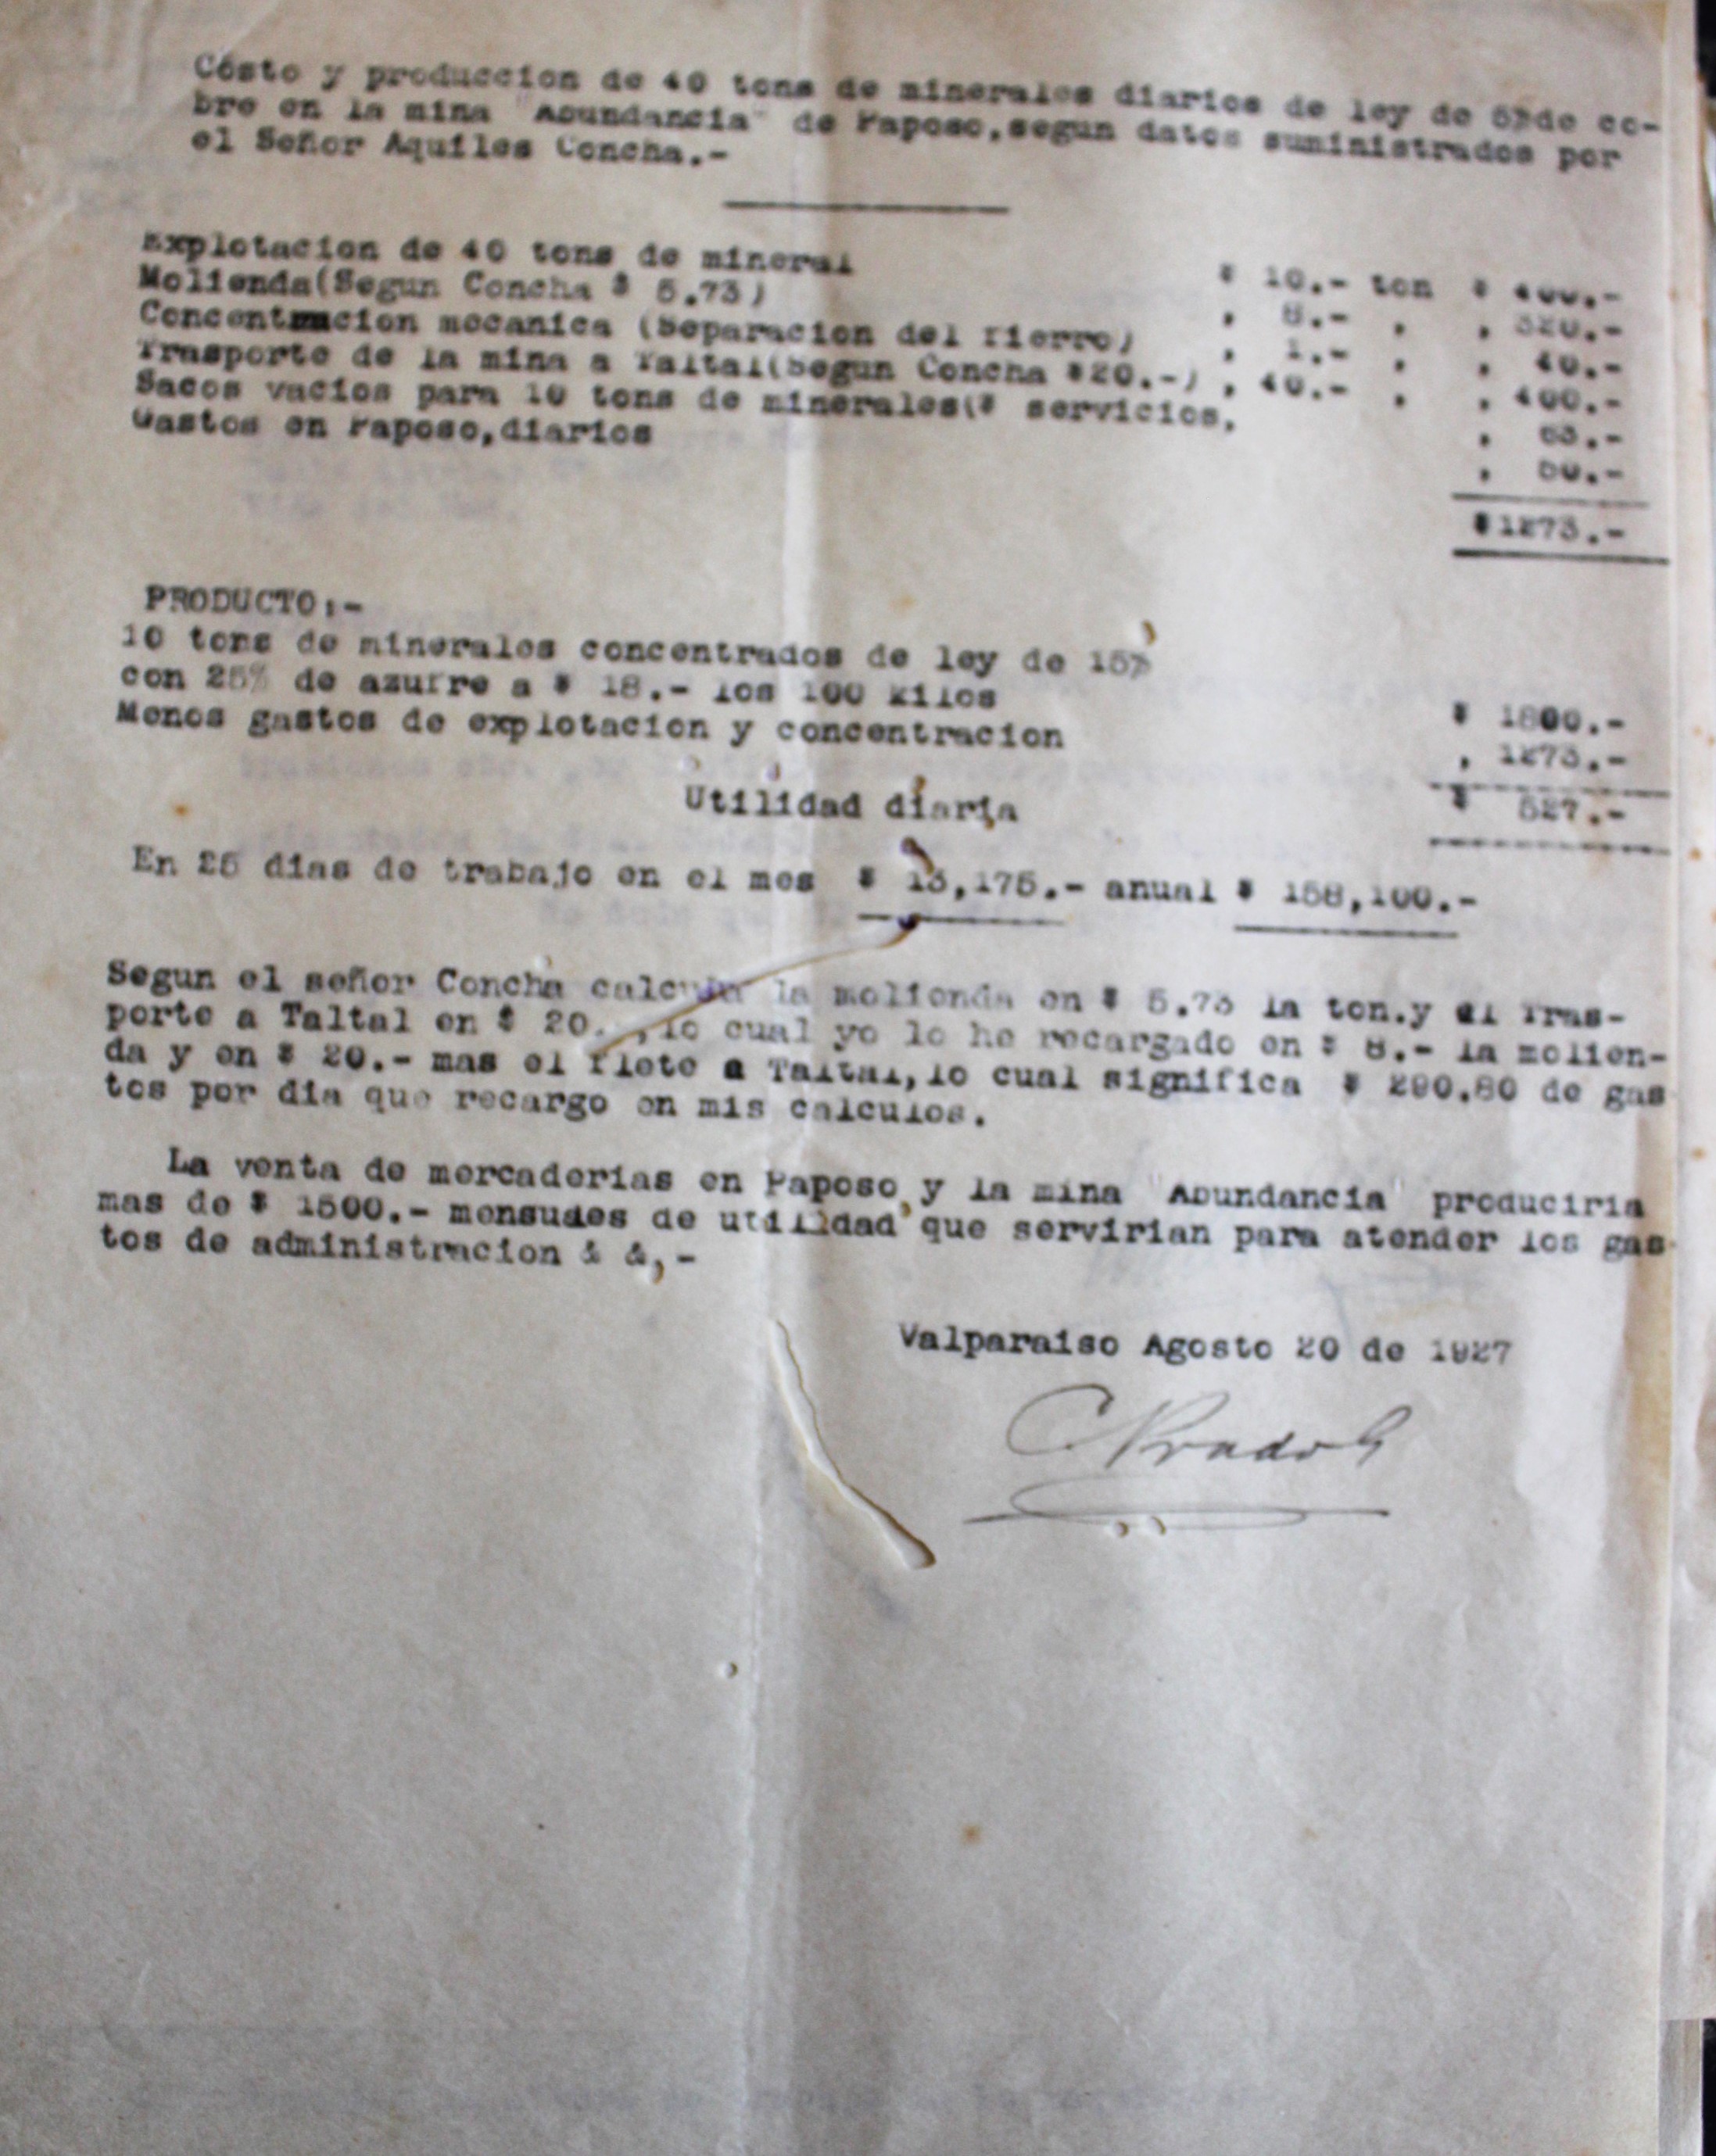 Cósto y produccion de 40 tons de minerales diarios de ley de 5%de co-
bre en la mina "Abundancia" de Paposo,segun datos suministrados por
el Señor Aquiles Concha.-
Explotacion de 40 tons de mineral $ 10.- ton $ 400.-
Molienda(Segun Concha $ 5.73) , 8.- , , 320.-
Concentracion mecanica (Separacion del fierro) , 1.- , , 40.-
Trasporte de la mina a Taltal(Segun Concha $20.-) , 40.- , , 400.-
Sacos vacios para 10 tons de minerales( servicios, , 63.-
Gastos en Paposo,diarios , 50.-
$1273.-
PRODUCTO:-
10 tons de minerales concentrados de ley de 15%
con 25% de azufre a $ 18.- los 100 kilos $ 1800.-
Menos gastos de explotacion y concentracion , 1273.-
Utilidad diaria $ 527.-
En 25 dias de trabajo en el mes $ 13,175.- anual $ 158,100.-
Segun el señor Concha calcula la molienda en $ 5.73 la ton.y el Tras-
porte a Taltal en $ 20. ,lo cual yo lo he recargado en $ 8.- la molien-
da y en $ 20.- mas el flete a Taltal,lo cual significa $ 290.80 de gas
tos por dia que recargo en mis calculos.
La venta de mercaderias en Paposo y la mina "Abundancia" produciria
mas de $ 1500.- mensuales de utilidad que servirian para atender los gas-
tos de administracion & &,-
Valparaiso Agosto 20 de 1927
C Prado